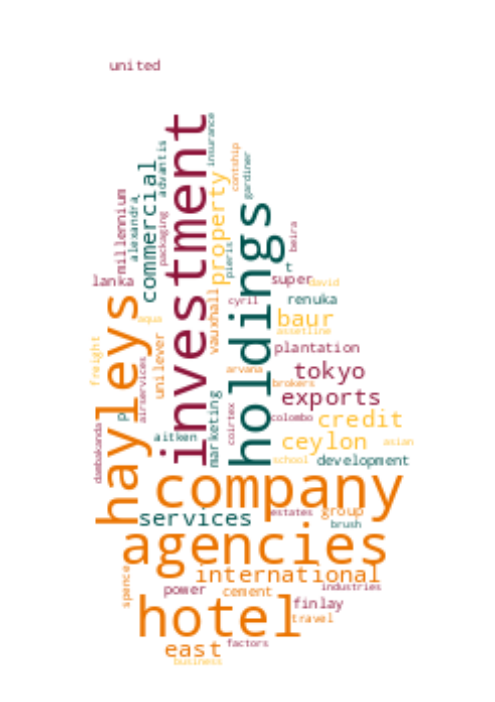 united
investment
insurance
advantis
commercial
contship
gardiner
property
millennium
alexandra
packaging
holdings
pieris
beira
t
lanka
super
david
hayleys
vauxhall
cyril
renuka
aqua
baur
assetline
unilever
freight
plantation
airservices
arvana
tokyo
brokers
exports
p
marketing
coirtex
colombo
credit
dambakanda
aitken
ceylon
asian
school
development
company
services
estates
group
brush
agencies
international
spence
power
cement
industries
hotel
finlay
travel
east
factors
business